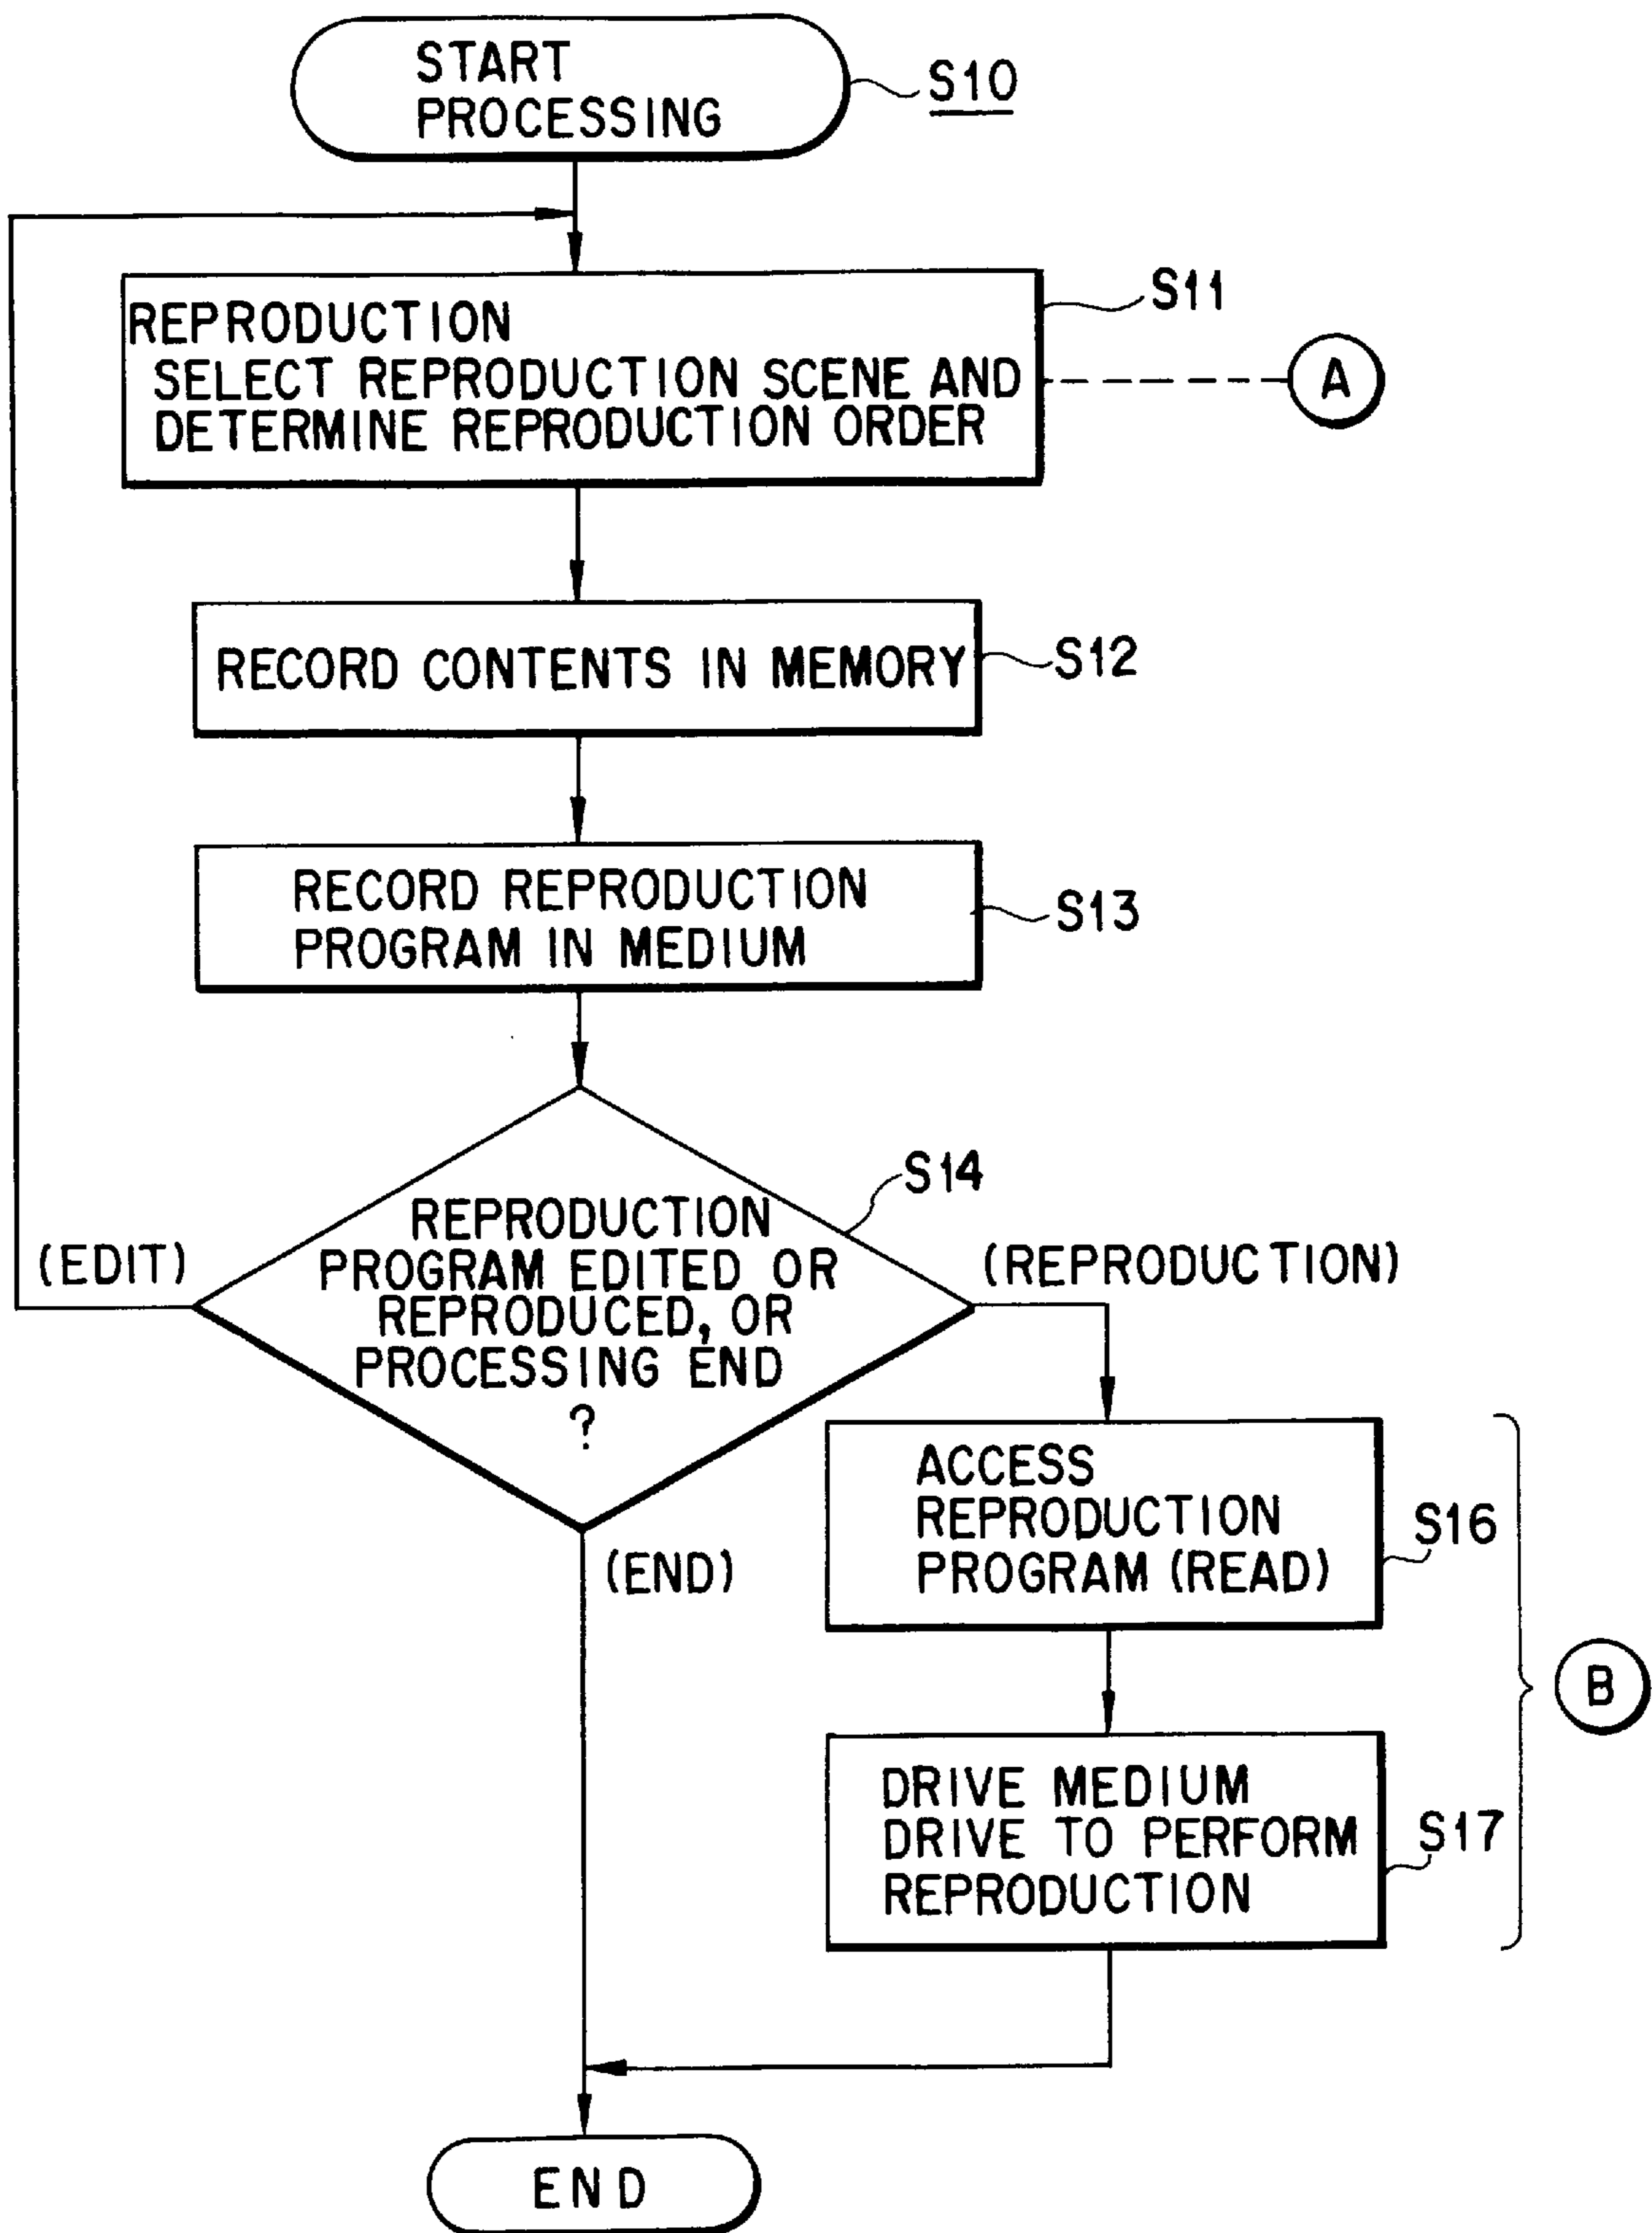 START
PROCESSING
S10
REPRODUCTION
SELECT REPRODUCTION SCENE AND
DETERMINE REPRODUCTION ORDER
S11
A
RECORD CONTENTS IN MEMORY
S12
RECORD REPRODUCTION
PROGRAM IN MEDIUM
S13
S14
REPRODUCTION
PROGRAM EDITED OR
REPRODUCED, OR
PROCESSING END
?
(EDIT)
(REPRODUCTION)
(END)
ACCESS
REPRODUCTION
PROGRAM (READ)
S16
B
DRIVE MEDIUM
DRIVE TO PERFORM
REPRODUCTION
S17
END